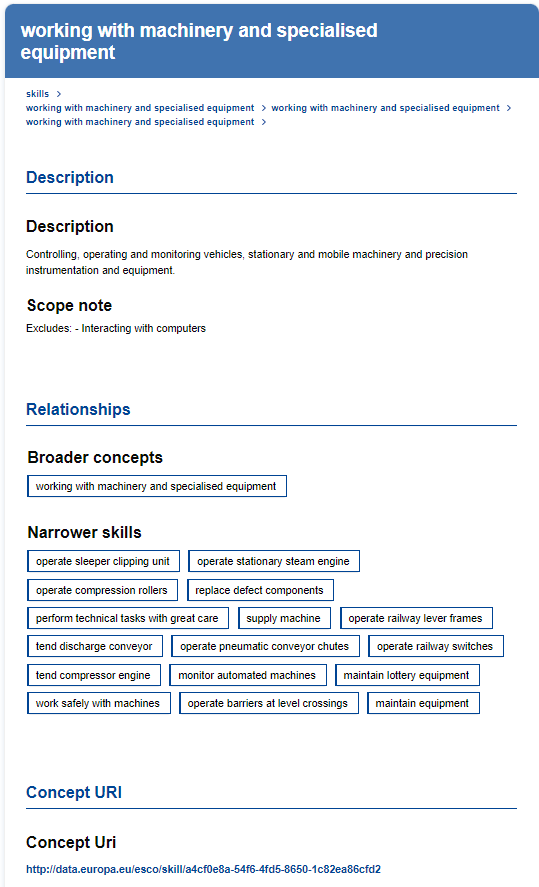 working with machinery and specialised
equipment
skills >
working with machinery and specialised equipment > working with machinery and specialised equipment >
working with machinery and specialised equipment >
Description
Description
Controlling, operating and monitoring vehicles, stationary and mobile machinery and precision
instrumentation and equipment.
Scope note
Excludes: - Interacting with computers
Relationships
Broader concepts
working with machinery and specialised equipment
Narrower skills
operate sleeper clipping unit operate stationary steam engine
operate compression rollers replace defect components
perform technical tasks with great care supply machine operate railway lever frames
tend discharge conveyor operate pneumatic conveyor chutes operate railway switches
tend compressor engine monitor automated machines maintain lottery equipment
work safely with machines operate barriers at level crossings maintain equipment
Concept URI
Concept Uri
http://data.europa.eu/esco/skill/a4cf0e8a-54f6-4fd5-8650-1c82ea86cfd2